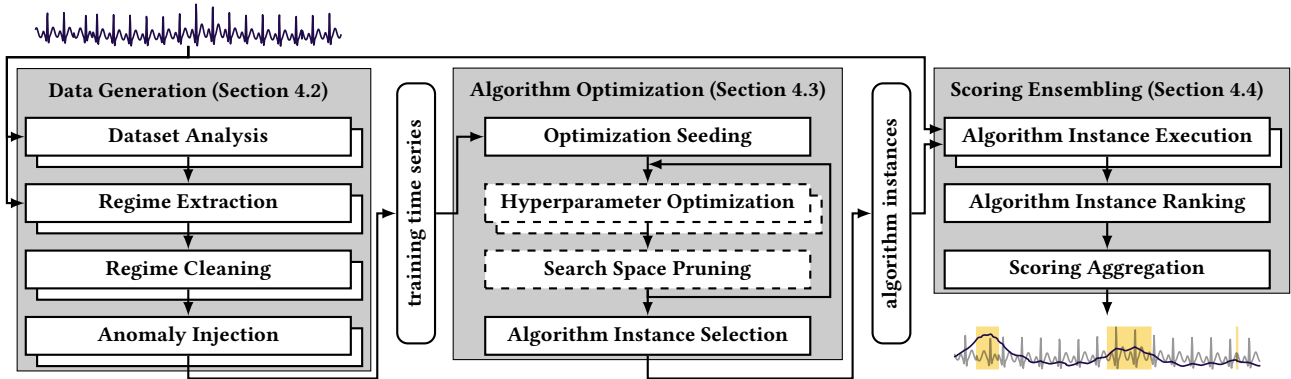 Data Generation (Section 4.2)
Dataset Analysis
Regime Extraction
Regime Cleaning
Anomaly Injection
training time series
Algorithm Optimization (Section 4.3)
Optimization Seeding
Hyperparameter Optimization
Search Space Pruning
Algorithm Instance Selection
algorithm instances
Scoring Ensembling (Section 4.4)
Algorithm Instance Execution
Algorithm Instance Ranking
Scoring Aggregation